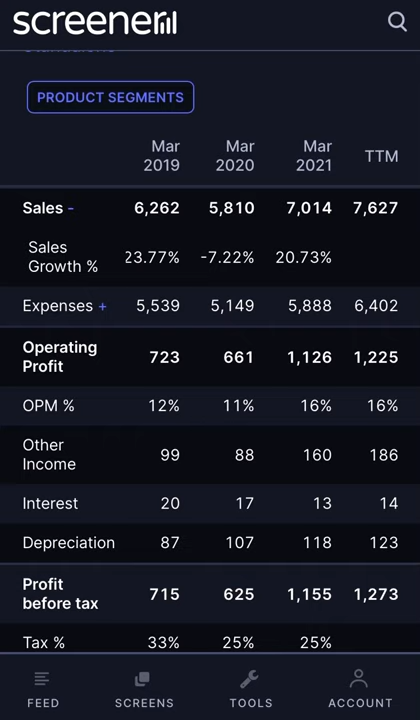 screener
PRODUCT SEGMENTS
Mar 2019 Mar 2020 Mar 2021 TTM
Sales - 6,262 5,810 7,014 7,627
Sales Growth % 23.77% -7.22% 20.73%
Expenses + 5,539 5,149 5,888 6,402
Operating Profit 723 661 1,126 1,225
OPM % 12% 11% 16% 16%
Other Income 99 88 160 186
Interest 20 17 13 14
Depreciation 87 107 118 123
Profit before tax 715 625 1,155 1,273
Tax % 33% 25% 25%
FEED SCREENS TOOLS ACCOUNT